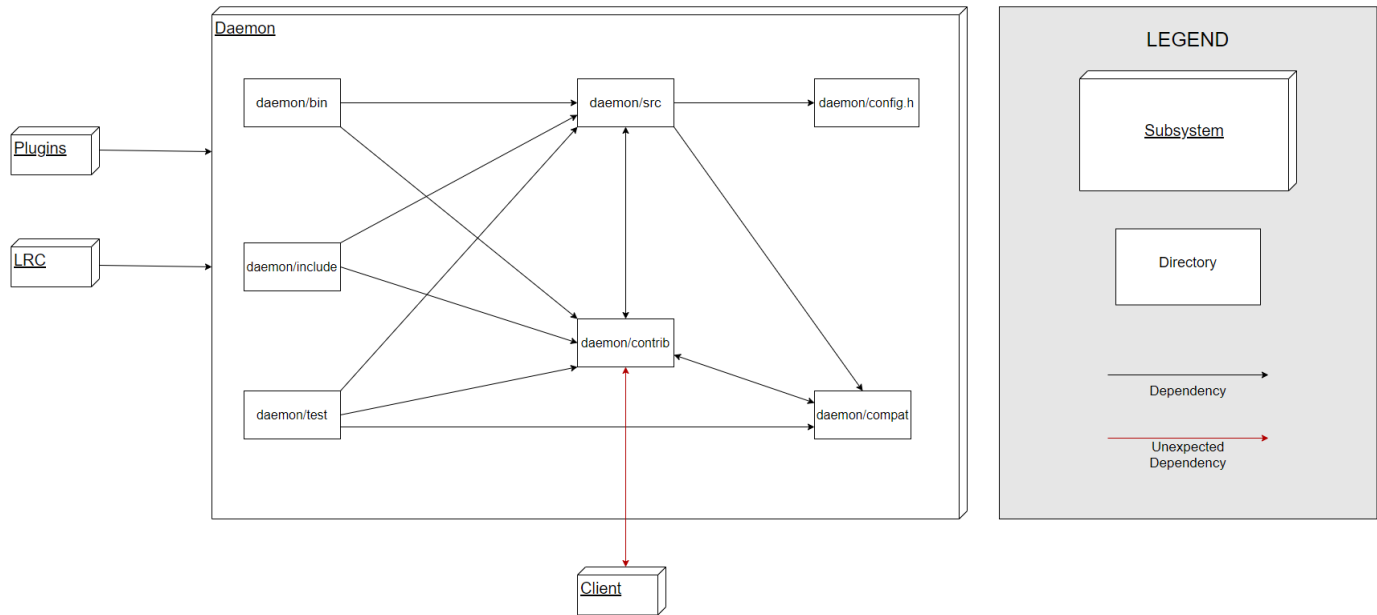 Daemon
daemon/bin
daemon/src
daemon/config.h
Plugins
LRC
daemon/include
daemon/contrib
daemon/test
daemon/compat
Client
LEGEND
Subsystem
Directory
Dependency
Unexpected
Dependency